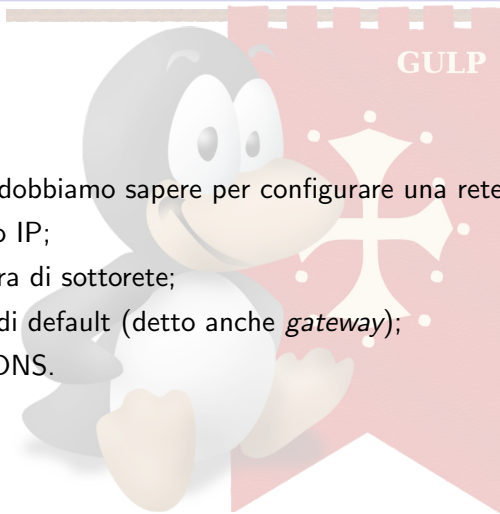 GULP
dobbiamo sapere per configurare una rete
o IP;
ra di sottorete;
di default (detto anche gateway);
DNS.